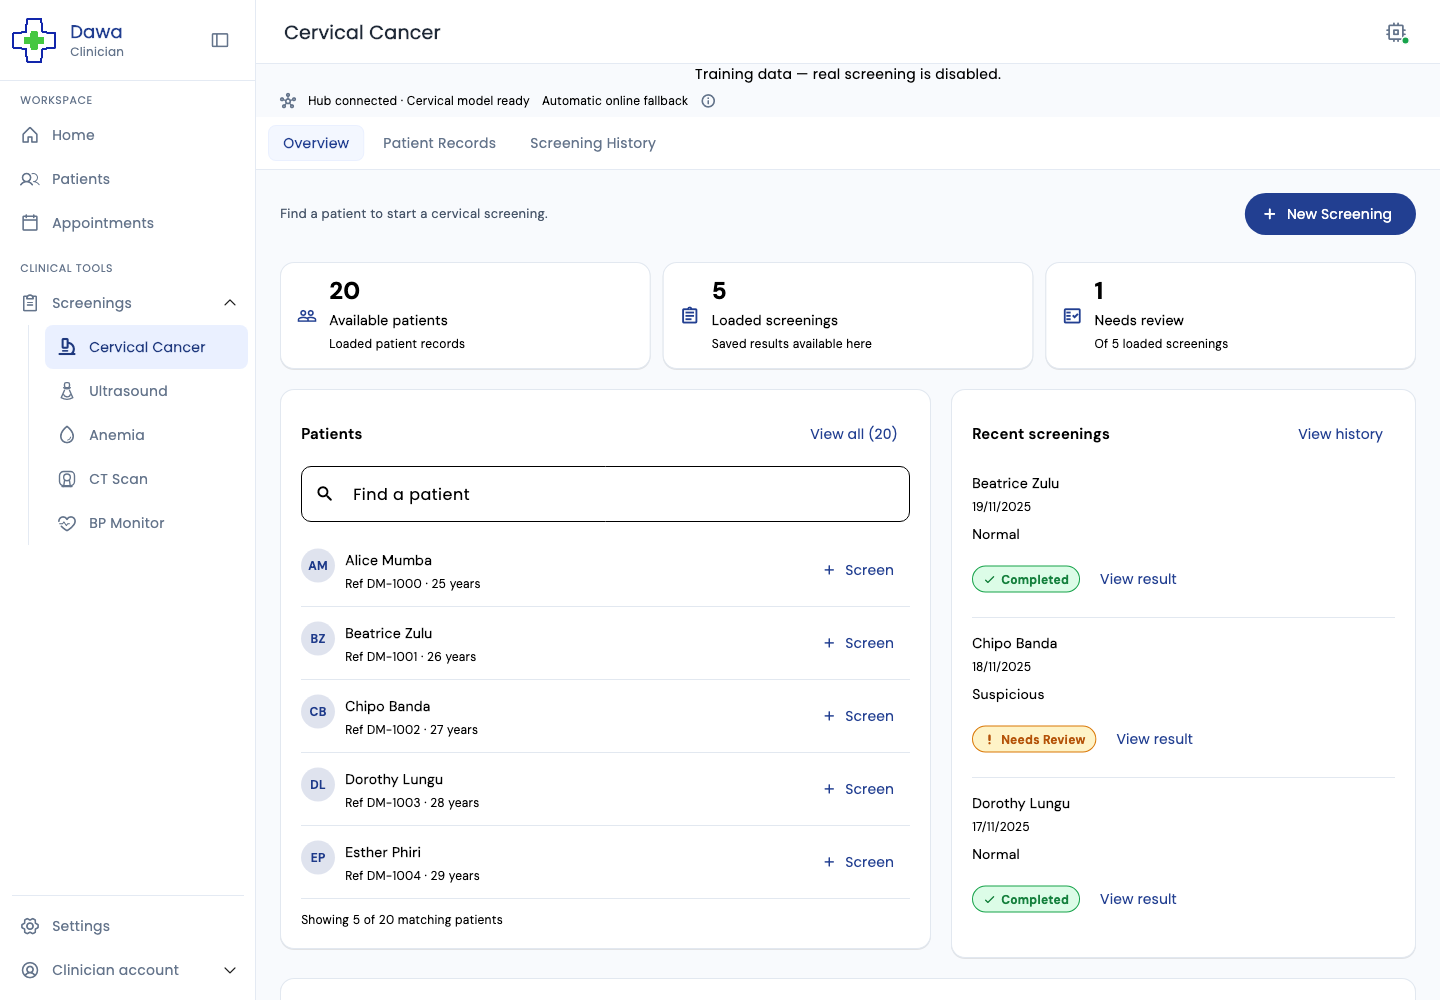 Dawa
Clinician
WORKSPACE
Home
Patients
Appointments
CLINICAL TOOLS
Screenings
Cervical Cancer
Ultrasound
Anemia
CT Scan
BP Monitor
Settings
Clinician account
Cervical Cancer
Training data — real screening is disabled.
Hub connected · Cervical model ready Automatic online fallback
Overview Patient Records Screening History
Find a patient to start a cervical screening.
New Screening
20
Available patients
Loaded patient records
5
Loaded screenings
Saved results available here
1
Needs review
Of 5 loaded screenings
Patients View all (20)
Find a patient
AM Alice Mumba
Ref DM-1000 · 25 years
Screen
BZ Beatrice Zulu
Ref DM-1001 · 26 years
Screen
CB Chipo Banda
Ref DM-1002 · 27 years
Screen
DL Dorothy Lungu
Ref DM-1003 · 28 years
Screen
EP Esther Phiri
Ref DM-1004 · 29 years
Screen
Showing 5 of 20 matching patients
Recent screenings View history
Beatrice Zulu
19/11/2025
Normal
Completed View result
Chipo Banda
18/11/2025
Suspicious
Needs Review View result
Dorothy Lungu
17/11/2025
Normal
Completed View result